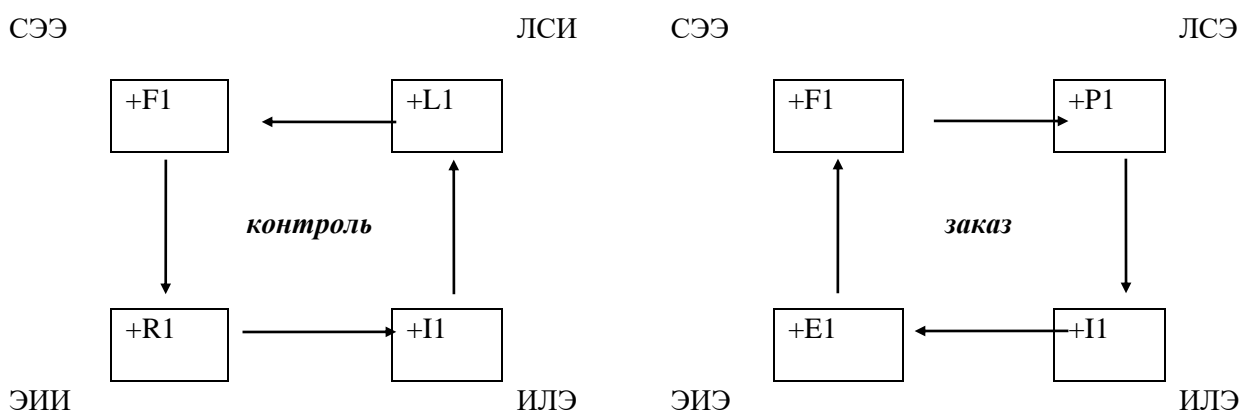 СЭЭ ЛСИ СЭЭ ЛСЭ
+F1 +L1 +F1 +P1
контроль заказ
+R1 +I1 +E1 +I1
ЭИИ ИЛЭ ЭИЭ ИЛЭ